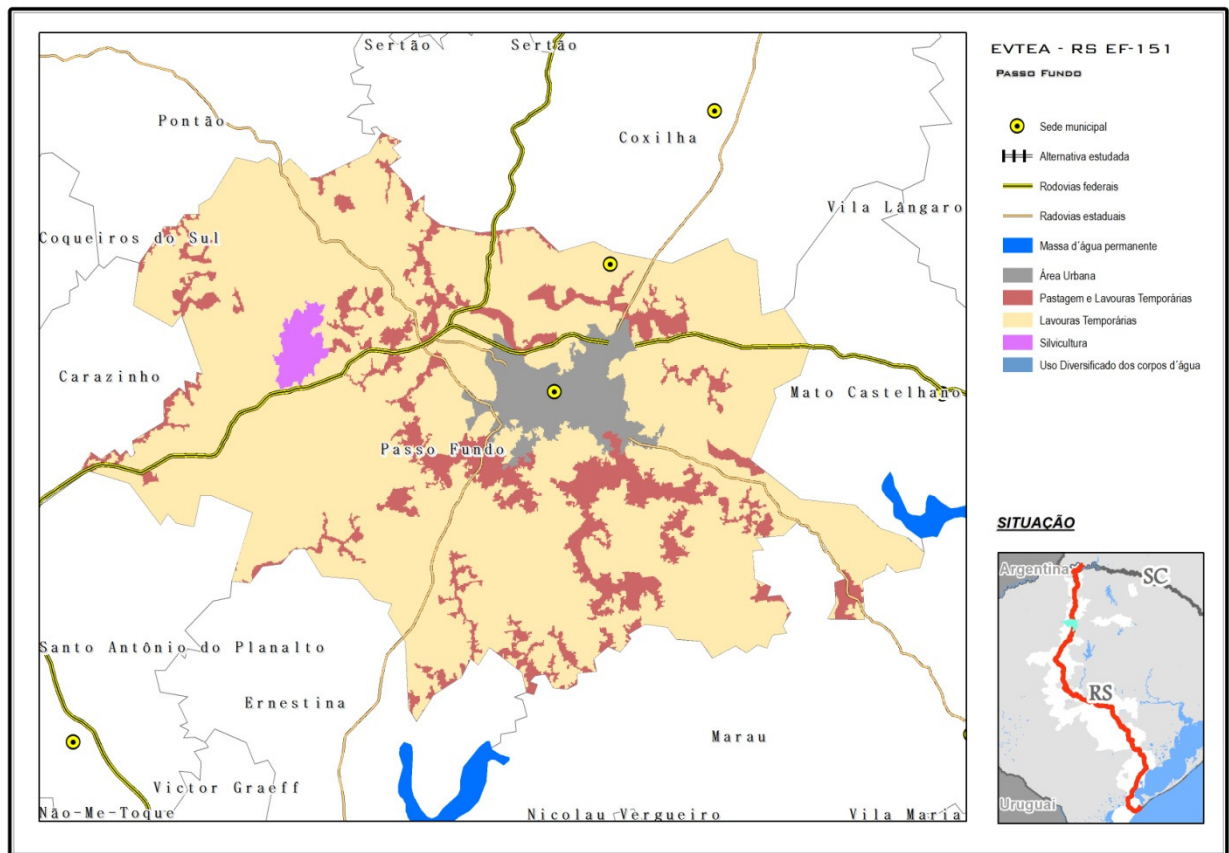 EVTEA - RS EF-151
PASSO FUNDO
Sede municipal
Alternativa estudada
Rodovias federais
Radovias estaduais
Massa d´água permanente
Área Urbana
Pastagem e Lavouras Temporárias
Lavouras Temporárias
Silvicultura
Uso Diversificado dos corpos d´água
SITUAÇÃO
Argentina
SC
RS
Uruguai
Sertão
Sertão
Pontão
Coxilha
Vila Lângaro
Coqueiros do Sul
Carazinho
Mato Castelhano
Passo Fundo
Santo Antônio do Planalto
Ernestina
Marau
Victor Graeff
Não-Me-Toque
Nicolau Vergueiro
Vila Maria